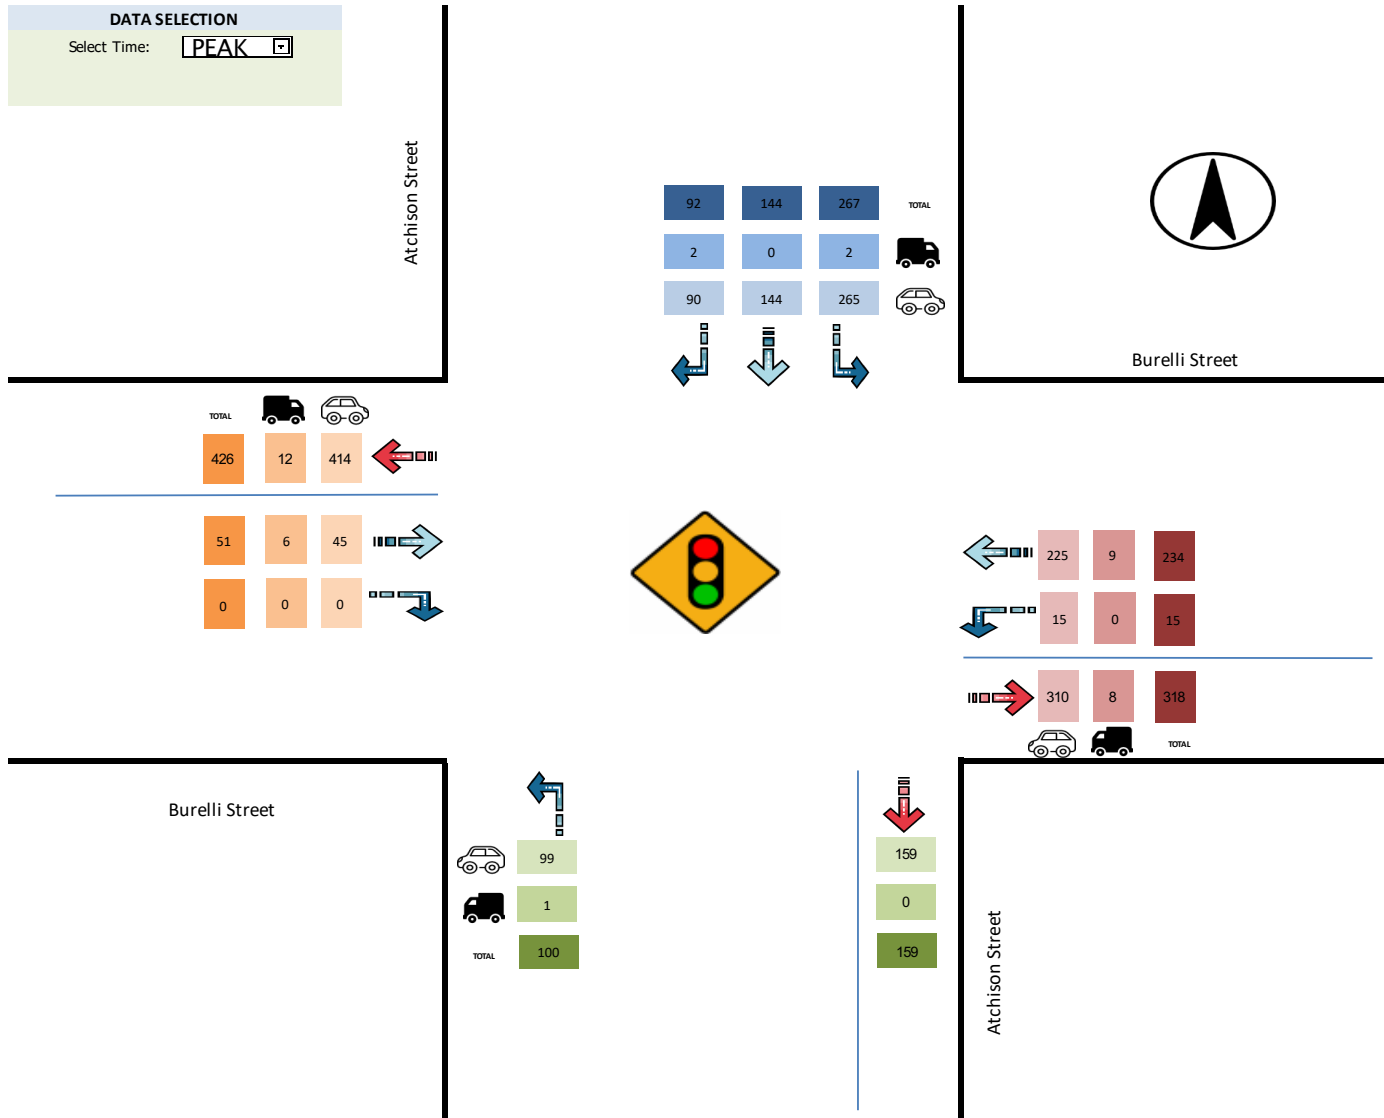 DATA SELECTION
Select Time: PEAK
Atchison Street
92 144 267 TOTAL
2 0 2
90 144 265
Burelli Street
TOTAL
426 12 414
51 6 45
0 0 0
225 9 234
15 0 15
310 8 318
TOTAL
Burelli Street
99
1
TOTAL 100
159
0
159
Atchison Street